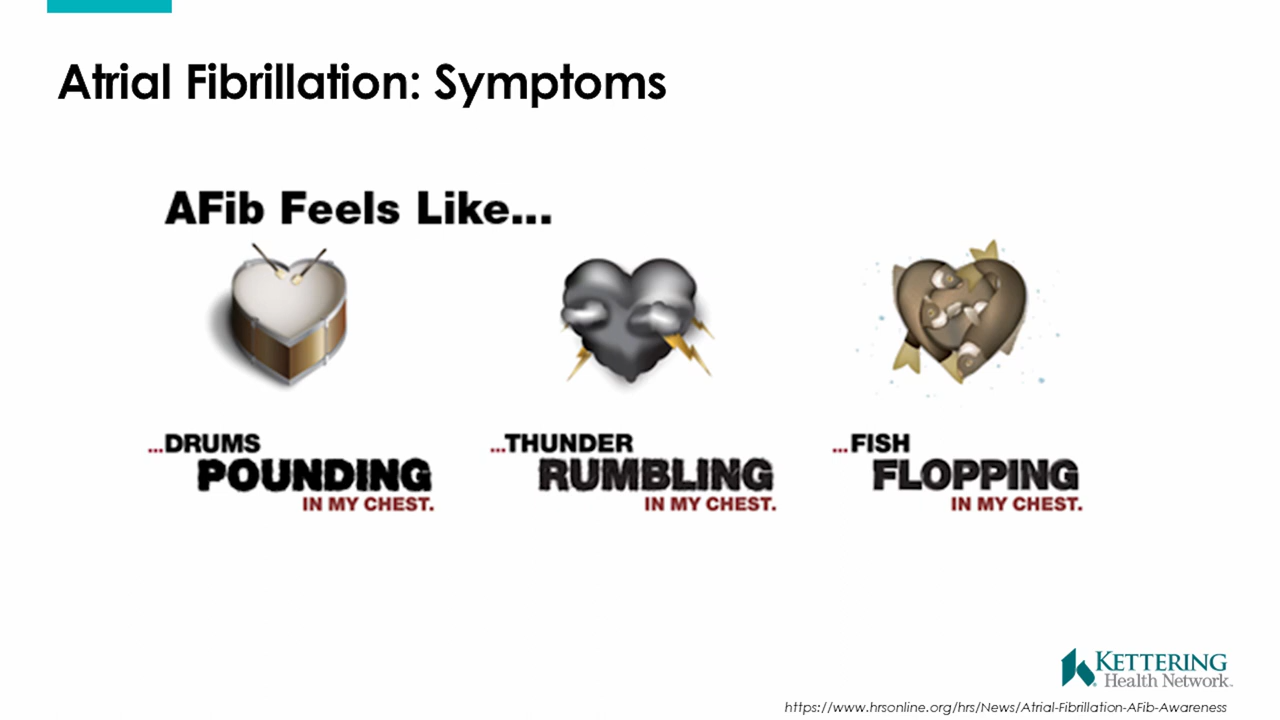 Atrial Fibrillation: Symptoms
AFib Feels Like...
...DRUMS
POUNDING
IN MY CHEST.
...THUNDER
RUMBLING
IN MY CHEST.
...FISH
FLOPPING
IN MY CHEST.
KETTERING
Health Network
https://www.hrsonline.org/hrs/News/Atrial-Fibrillation-AFib-Awareness